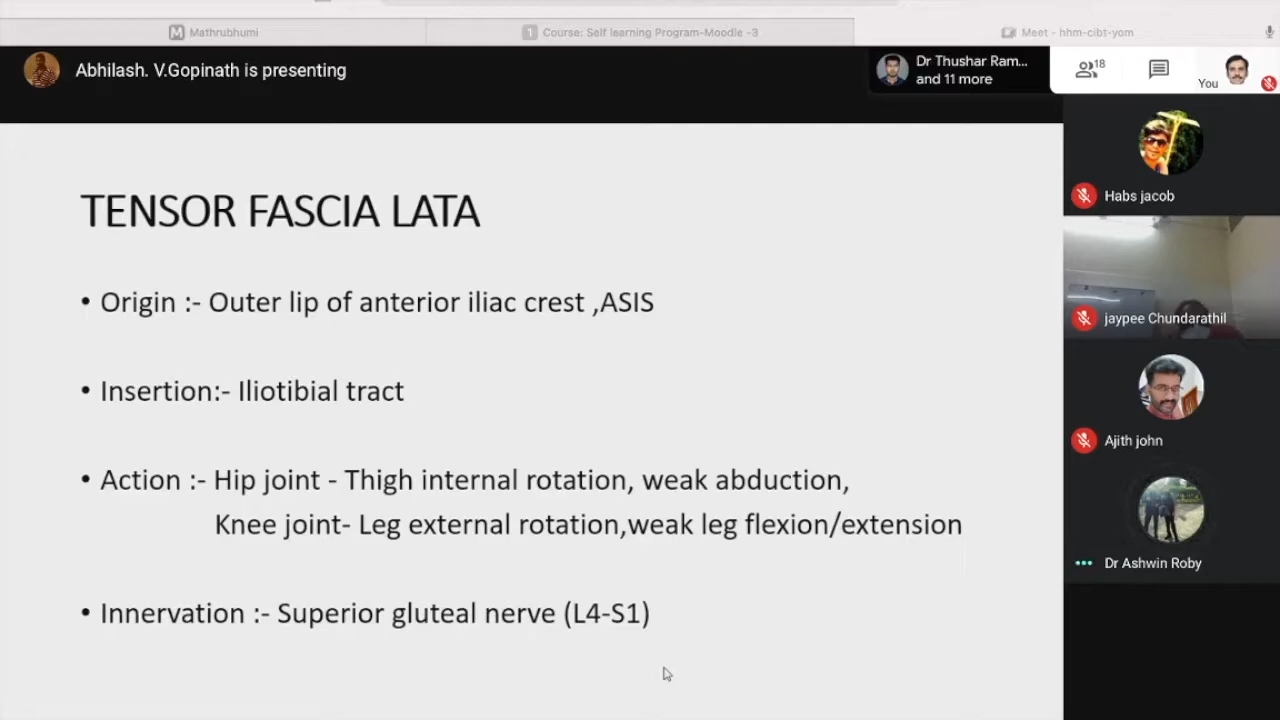 Mathrubhumi
1 Course: Self learning Program-Moodle -3
Meet - hhm-cibt-yom
Abhilash. V.Gopinath is presenting
Dr Thushar Ram...
and 11 more
18
You
TENSOR FASCIA LATA
• Origin :- Outer lip of anterior iliac crest ,ASIS
• Insertion:- Iliotibial tract
• Action :- Hip joint - Thigh internal rotation, weak abduction,
Knee joint- Leg external rotation,weak leg flexion/extension
• Innervation :- Superior gluteal nerve (L4-S1)
Habs jacob
jaypee Chundarathil
Ajith john
Dr Ashwin Roby